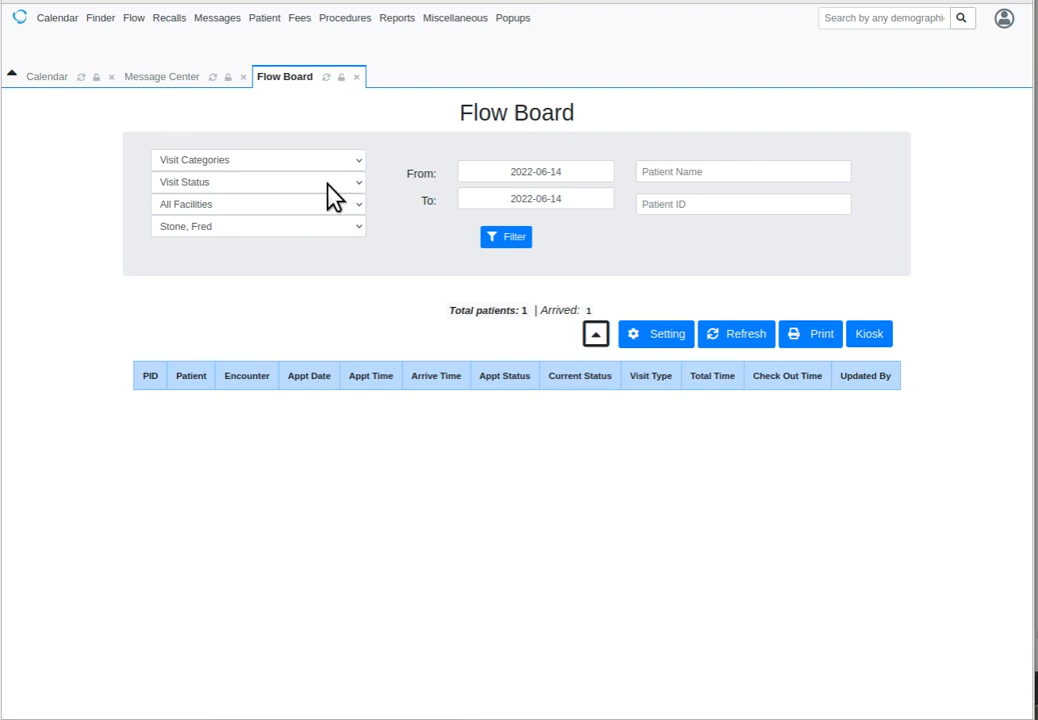 Calendar Finder Flow Recalls Messages Patient Fees Procedures Reports Miscellaneous Popups Search by any demographi
Calendar Message Center Flow Board
Flow Board
Visit Categories
Visit Status
All Facilities
Stone, Fred
From: 2022-06-14
To: 2022-06-14
Patient Name
Patient ID
Filter
Total patients: 1 | Arrived: 1
Setting Refresh Print Kiosk
PID Patient Encounter Appt Date Appt Time Arrive Time Appt Status Current Status Visit Type Total Time Check Out Time Updated By